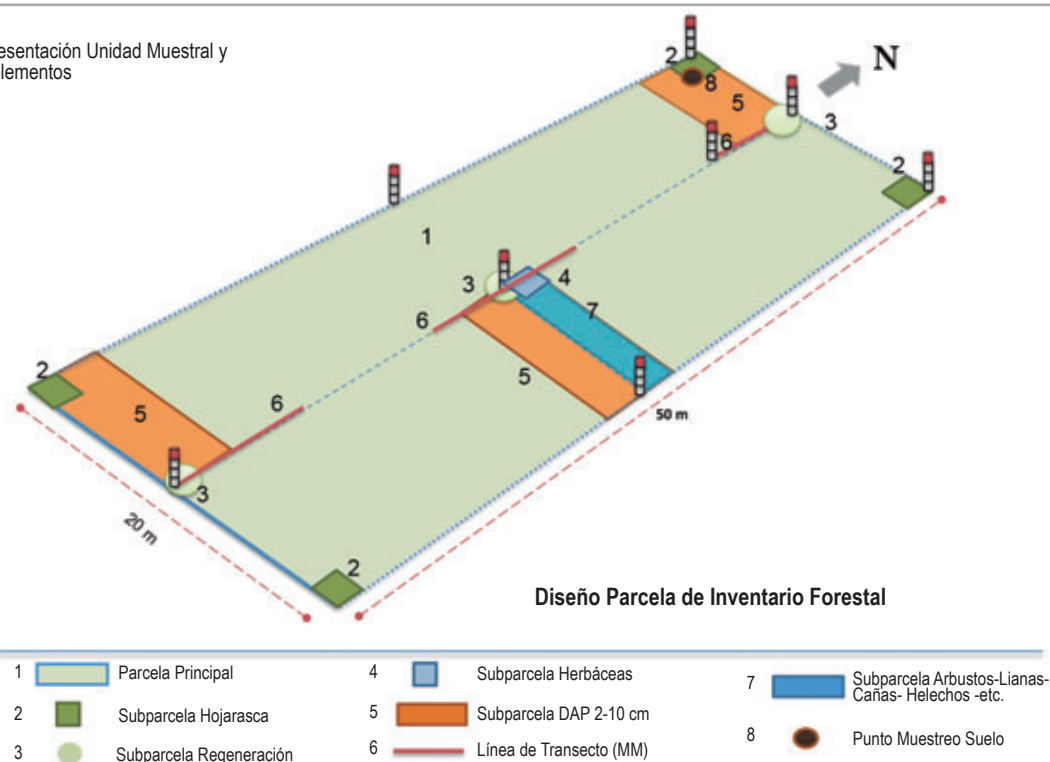 esentación Unidad Muestral y
elementos
N
2
8
5
3
6
2
1
3
4
6
7
5
2
5
6
3
50 m
20 m
2
Diseño Parcela de Inventario Forestal
1 Parcela Principal
2 Subparcela Hojarasca
3 Subparcela Regeneración
4 Subparcela Herbáceas
5 Subparcela DAP 2-10 cm
6 Línea de Transecto (MM)
7 Subparcela Arbustos-Lianas-
Cañas- Helechos -etc.
8 Punto Muestreo Suelo